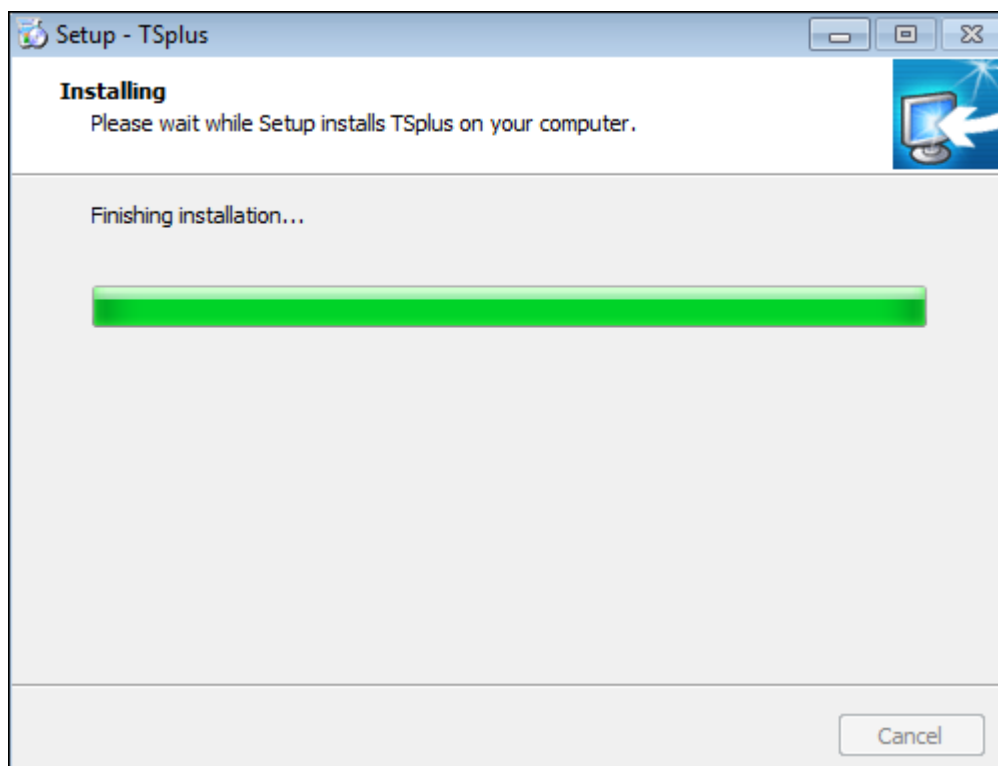 Setup - TSplus
Installing
Please wait while Setup installs TSplus on your computer.
Finishing installation...
Cancel